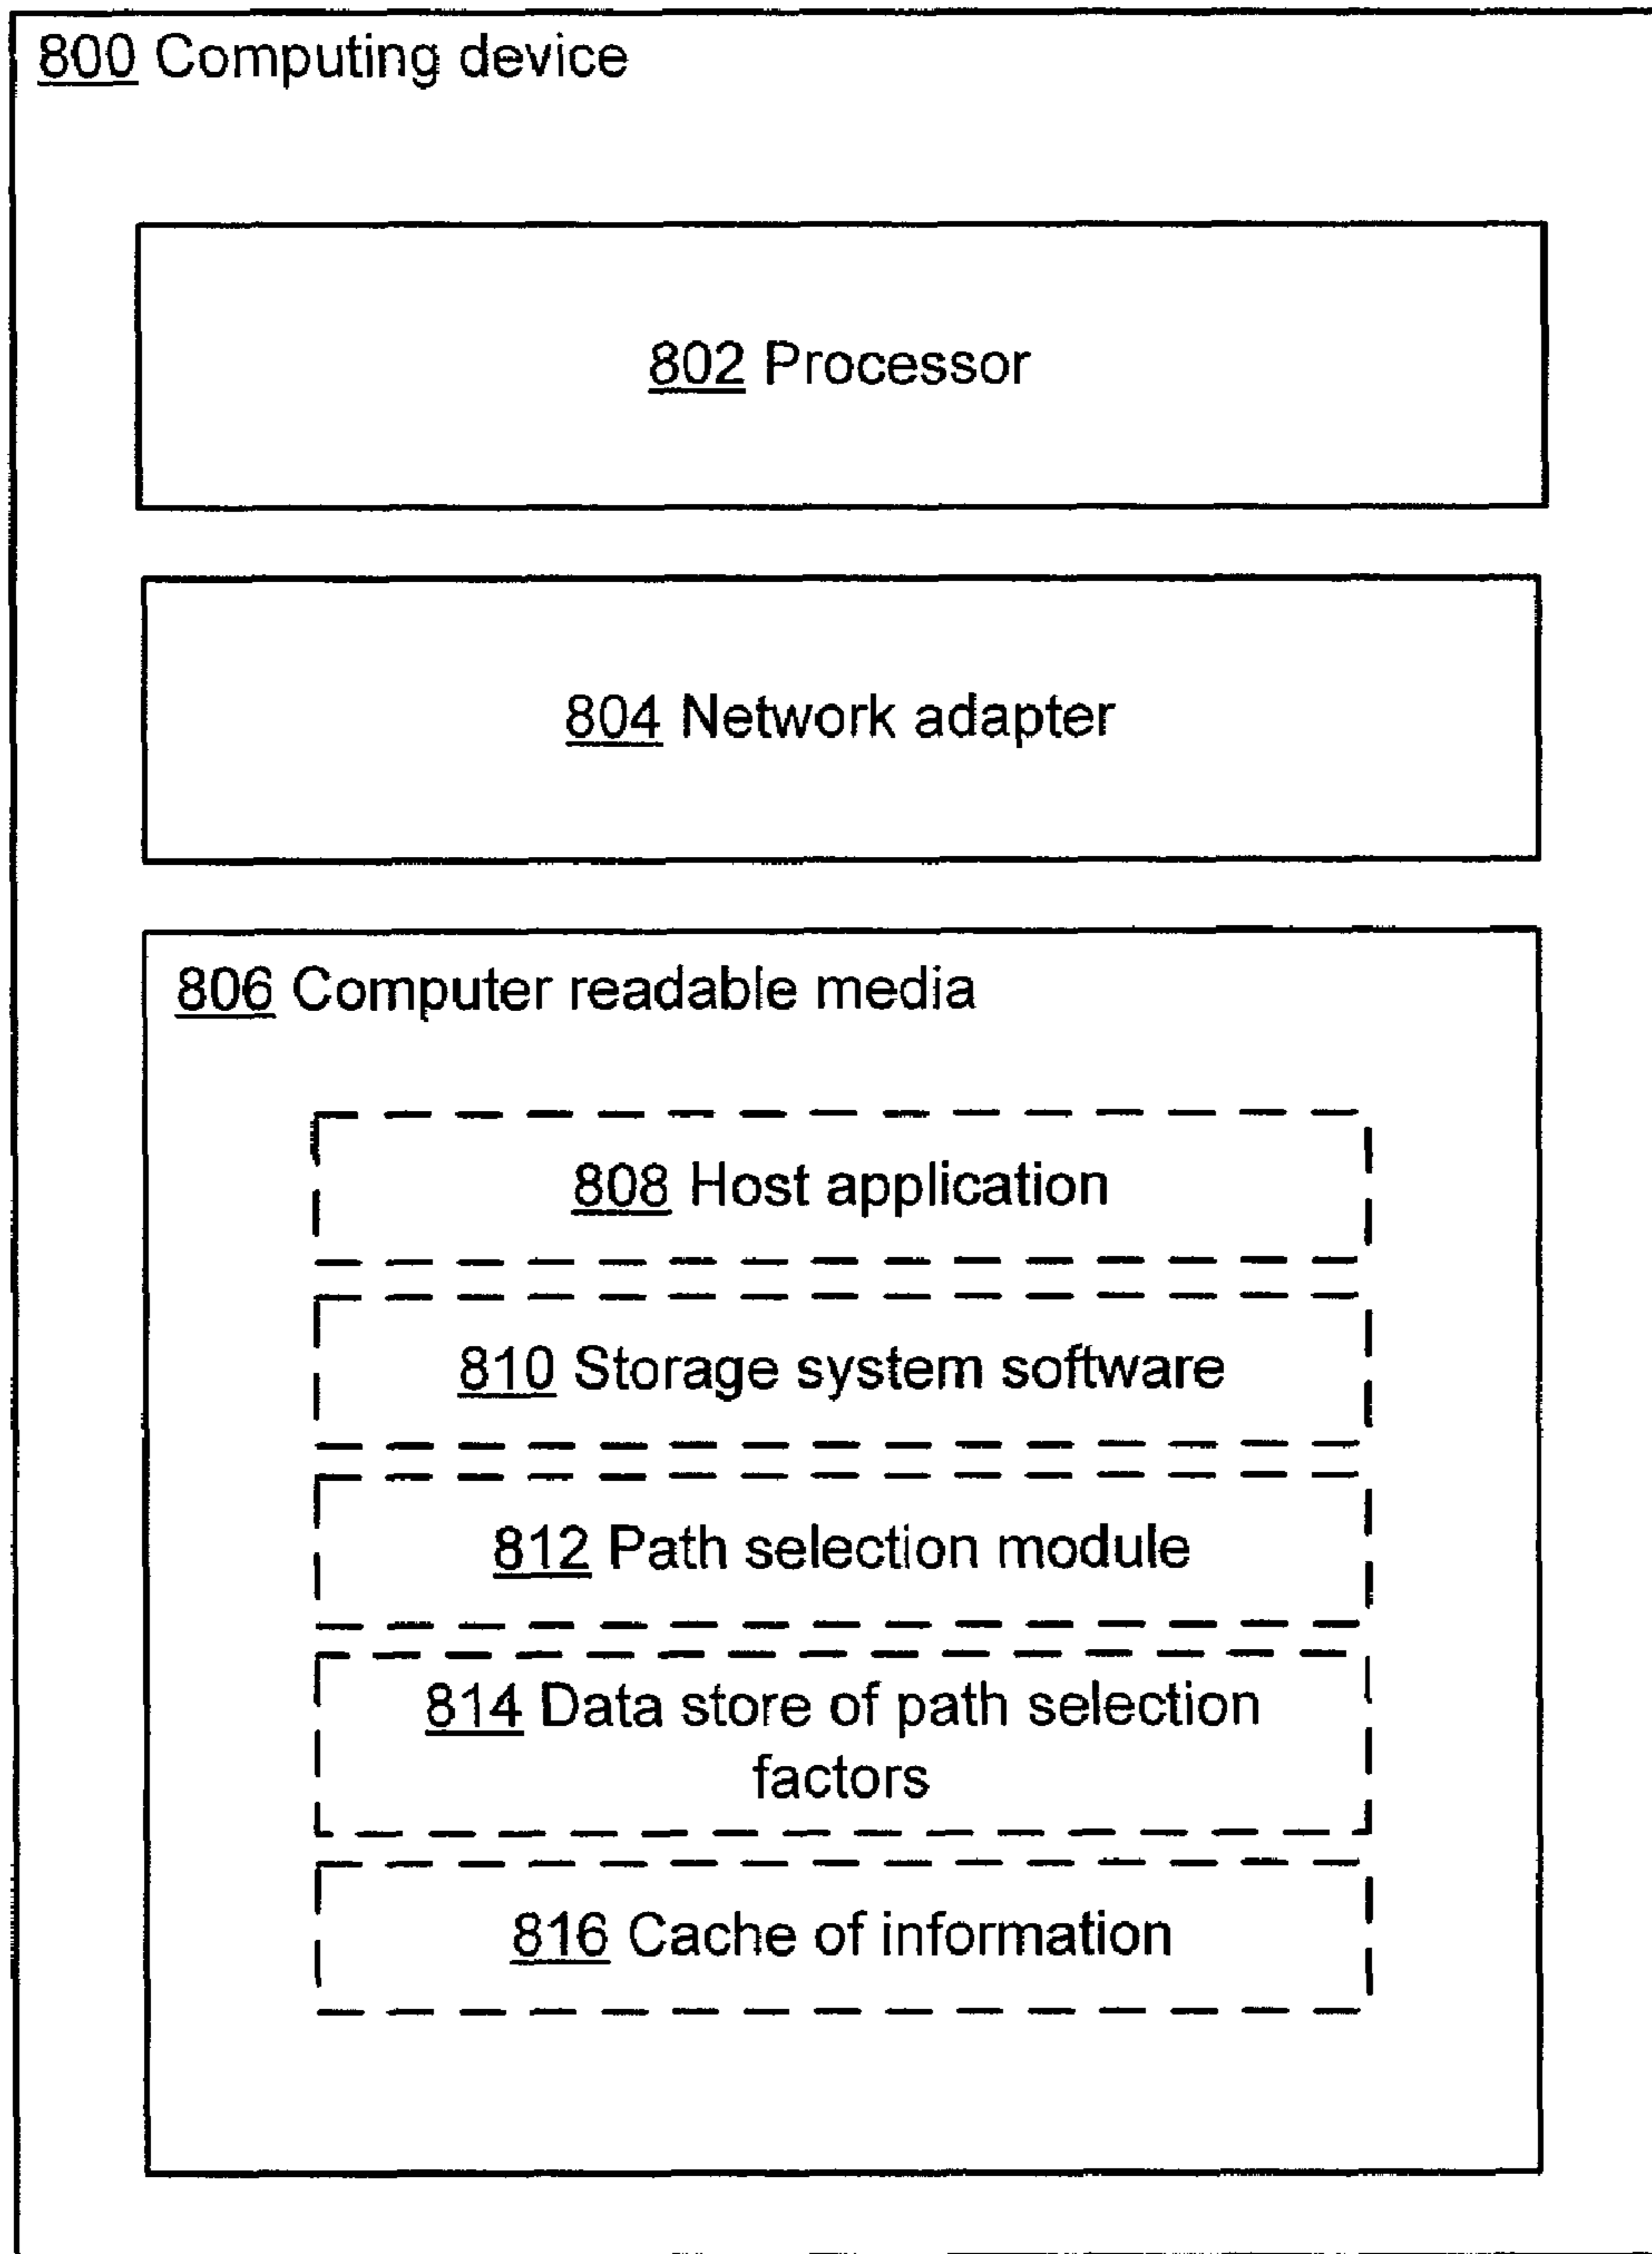 800 Computing device
802 Processor
804 Network adapter
806 Computer readable media
808 Host application
810 Storage system software
812 Path selection module
814 Data store of path selection
factors
816 Cache of information